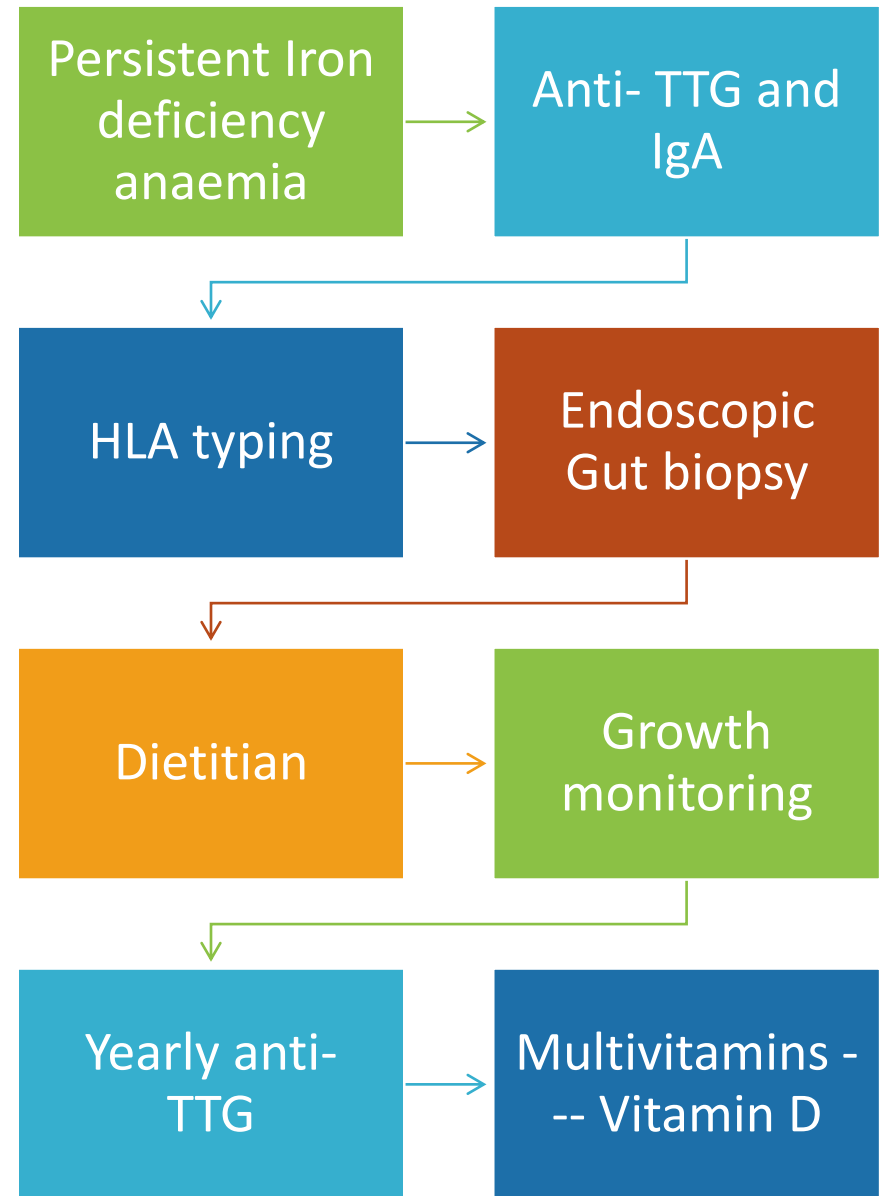 Persistent Iron
deficiency
anaemia
Anti- TTG and
IgA
HLA typing
Endoscopic
Gut biopsy
Dietitian
Growth
monitoring
Yearly anti-
TTG
Multivitamins -
-- Vitamin D